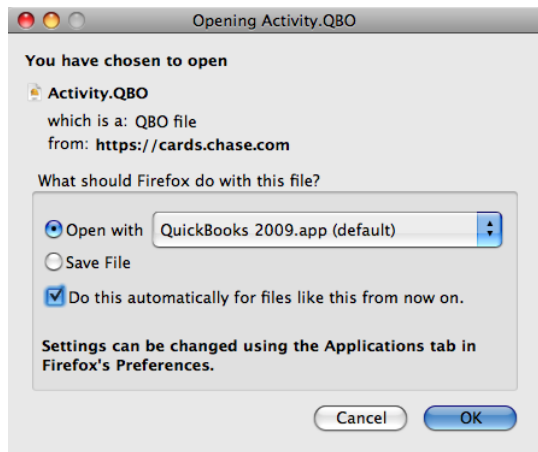 Opening Activity.QBO
You have chosen to open
Activity.QBO
which is a: QBO file
from: https://cards.chase.com
What should Firefox do with this file?
Open with QuickBooks 2009.app (default)
Save File
Do this automatically for files like this from now on.
Settings can be changed using the Applications tab in
Firefox's Preferences.
Cancel OK